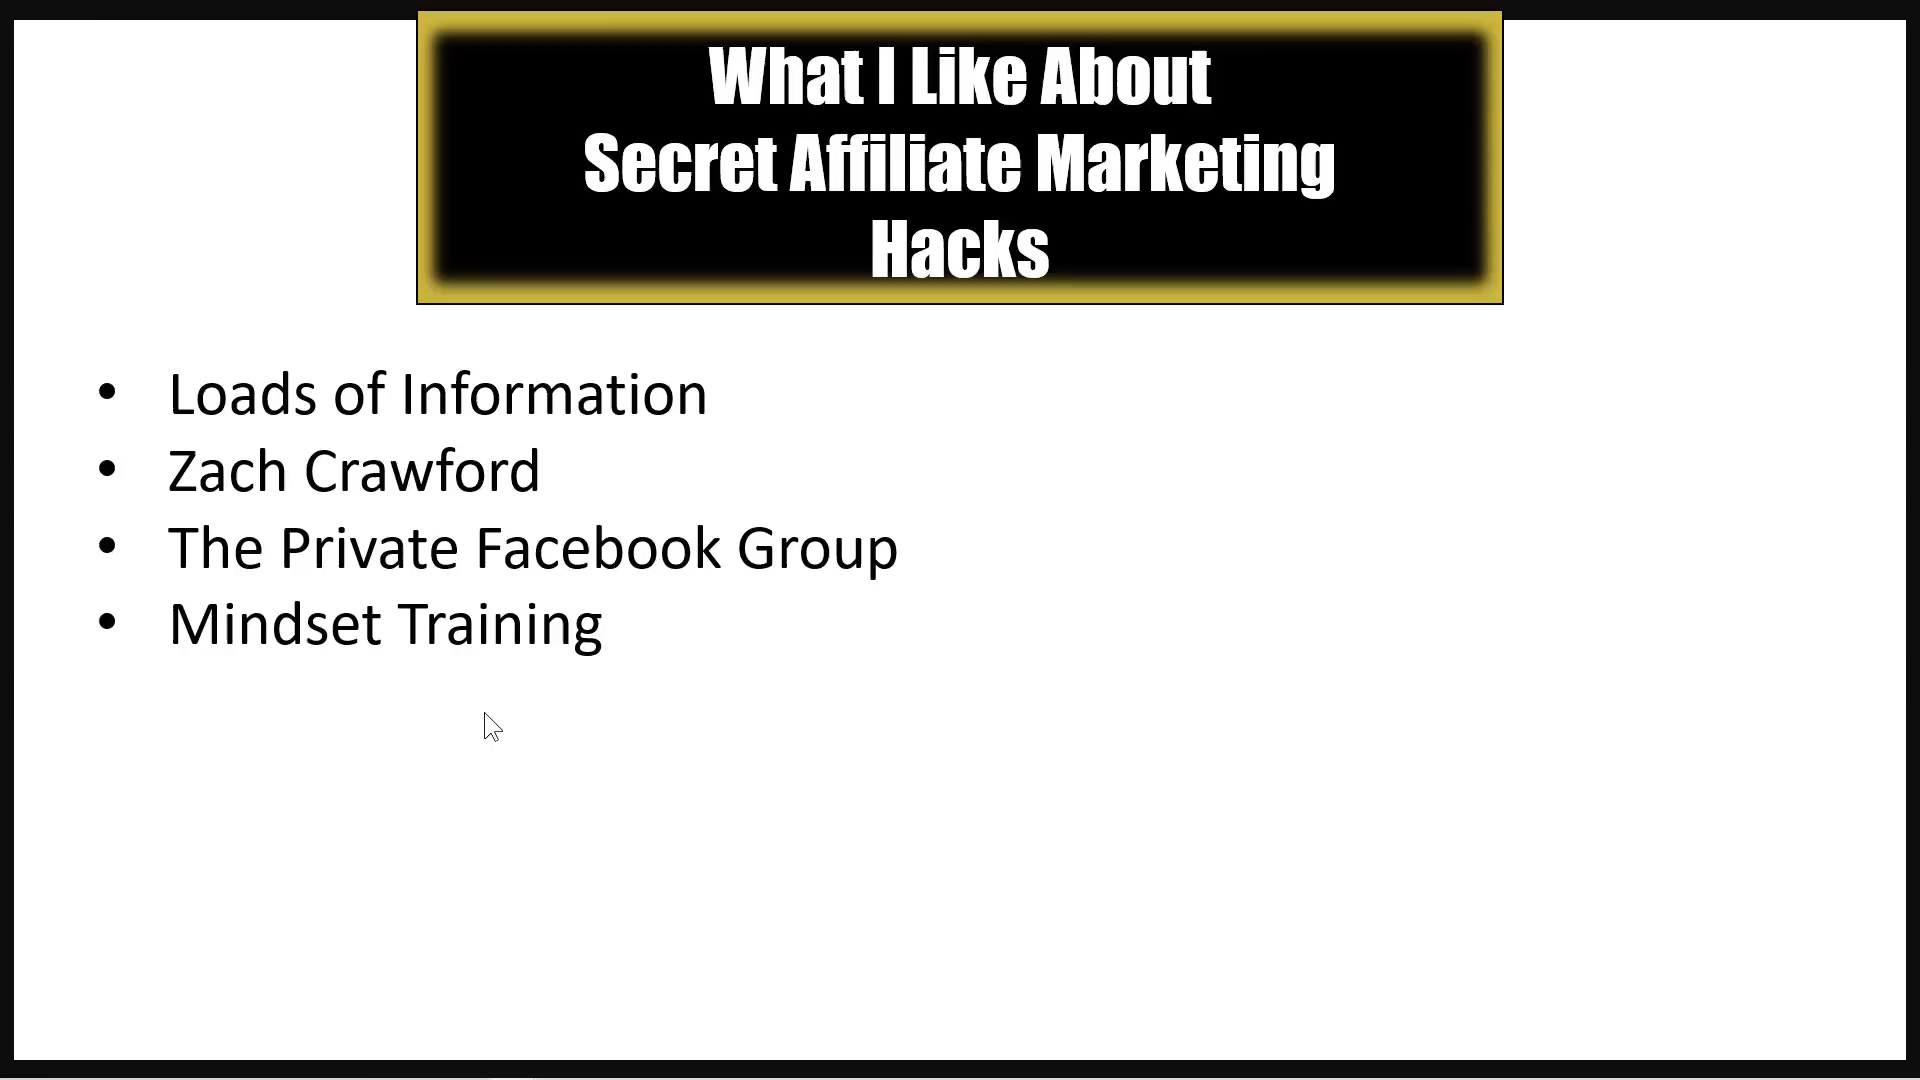 What I Like About
Secret Affiliate Marketing
Hacks
• Loads of Information
• Zach Crawford
• The Private Facebook Group
• Mindset Training